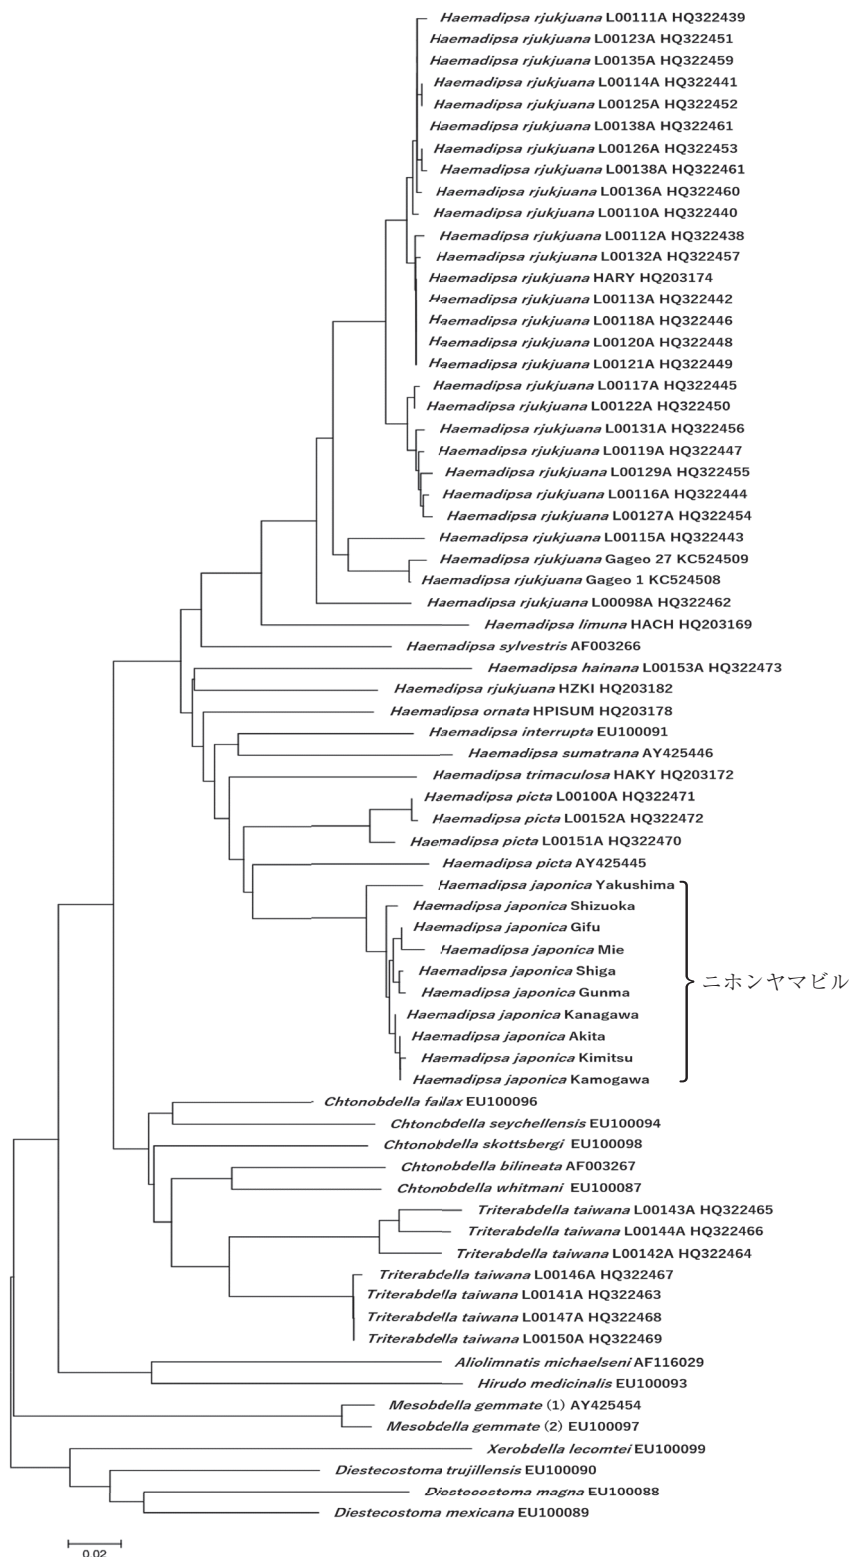 Haemadipsa rjukjuana L00111A HQ322439
Haemadipsa rjukjuana L00123A HQ322451
Haemadipsa rjukjuana L00135A HQ322459
Haemadipsa rjukjuana L00114A HQ322441
Haemadipsa rjukjuana L00125A HQ322452
Haemadipsa rjukjuana L00138A HQ322461
Haemadipsa rjukjuana L00126A HQ322453
Haemadipsa rjukjuana L00138A HQ322461
Haemadipsa rjukjuana L00136A HQ322460
Haemadipsa rjukjuana L00110A HQ322440
Haemadipsa rjukjuana L00112A HQ322438
Haemadipsa rjukjuana L00132A HQ322457
Haemadipsa rjukjuana HARY HQ203174
Haemadipsa rjukjuana L00113A HQ322442
Haemadipsa rjukjuana L00118A HQ322446
Haemadipsa rjukjuana L00120A HQ322448
Haemadipsa rjukjuana L00121A HQ322449
Haemadipsa rjukjuana L00117A HQ322445
Haemadipsa rjukjuana L00122A HQ322450
Haemadipsa rjukjuana L00131A HQ322456
Haemadipsa rjukjuana L00119A HQ322447
Haemadipsa rjukjuana L00129A HQ322455
Haemadipsa rjukjuana L00116A HQ322444
Haemadipsa rjukjuana L00127A HQ322454
Haemadipsa rjukjuana L00115A HQ322443
Haemadipsa rjukjuana Gageo 27 KC524509
Haemadipsa rjukjuana Gageo 1 KC524508
Haemadipsa rjukjuana L00098A HQ322462
Haemadipsa limuna HACH HQ203169
Haemadipsa sylvestris AF003266
Haemadipsa hainana L00153A HQ322473
Haemadipsa rjukjuana HZKI HQ203182
Haemadipsa ornata HPISUM HQ203178
Haemadipsa interrupta EU100091
Haemadipsa sumatrana AY425446
Haemadipsa trimaculosa HAKY HQ203172
Haemadipsa picta L00100A HQ322471
Haemadipsa picta L00152A HQ322472
Haemadipsa picta L00151A HQ322470
Haemadipsa picta AY425445
Haemadipsa japonica Yakushima
Haemadipsa japonica Shizuoka
Haemadipsa japonica Gifu
Haemadipsa japonica Mie
Haemadipsa japonica Shiga
ニホンヤマビル
Haemadipsa japonica Gunma
Haemadipsa japonica Kanagawa
Haemadipsa japonica Akita
Haemadipsa japonica Kimitsu
Haemadipsa japonica Kamogawa
Chtonobdella fallax EU100096
Chtonobdella seychellensis EU100094
Chtonobdella skottsbergi EU100098
Chtonobdella bilineata AF003267
Chtonobdella whitmani EU100087
Triterabdella taiwana L00143A HQ322465
Triterabdella taiwana L00144A HQ322466
Triterabdella taiwana L00142A HQ322464
Triterabdella taiwana L00146A HQ322467
Triterabdella taiwana L00141A HQ322463
Triterabdella taiwana L00147A HQ322468
Triterabdella taiwana L00150A HQ322469
Aliolimnatis michaelseni AF116029
Hirudo medicinalis EU100093
Mesobdella gemmate (1) AY425454
Mesobdella gemmate (2) EU100097
Xerobdella lecomtei EU100099
Diestecostoma trujillensis EU100090
Diestecostoma magna EU100088
Diestecostoma mexicana EU100089
0.02